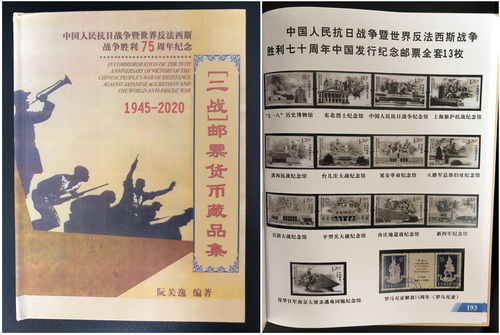 中国人民抗日战争暨世界反法西斯
战争胜利75周年纪念
IN COMMEMORATION OF THE 75TH
ANNIVERSARY OF VICTORY OF THE
CHINESE PEOPLE'S WAR OF RESISTANCE
AGAINST JAPANESE AGGRESSION AND
THE WORLD ANTI-FASCIST WAR
1945-2020
[二战]邮票货币藏品集
阮关逸 编著
中国人民抗日战争暨世界反法西斯战争
胜利七十周年中国发行纪念邮票全套13枚
"九·一八"历史博物馆
东北烈士纪念馆
中国人民抗日战争纪念馆
上海淞沪抗战纪念馆
滇西抗战纪念馆
台儿庄大战纪念馆
延安革命纪念馆
八路军总部旧址纪念馆
百团大战纪念馆
平型关大战纪念馆
冉庄地道战纪念馆
新四军纪念馆
侵华日军南京大屠杀遇难同胞纪念馆
罗马尼亚解放15周年(罗马尼亚)
193